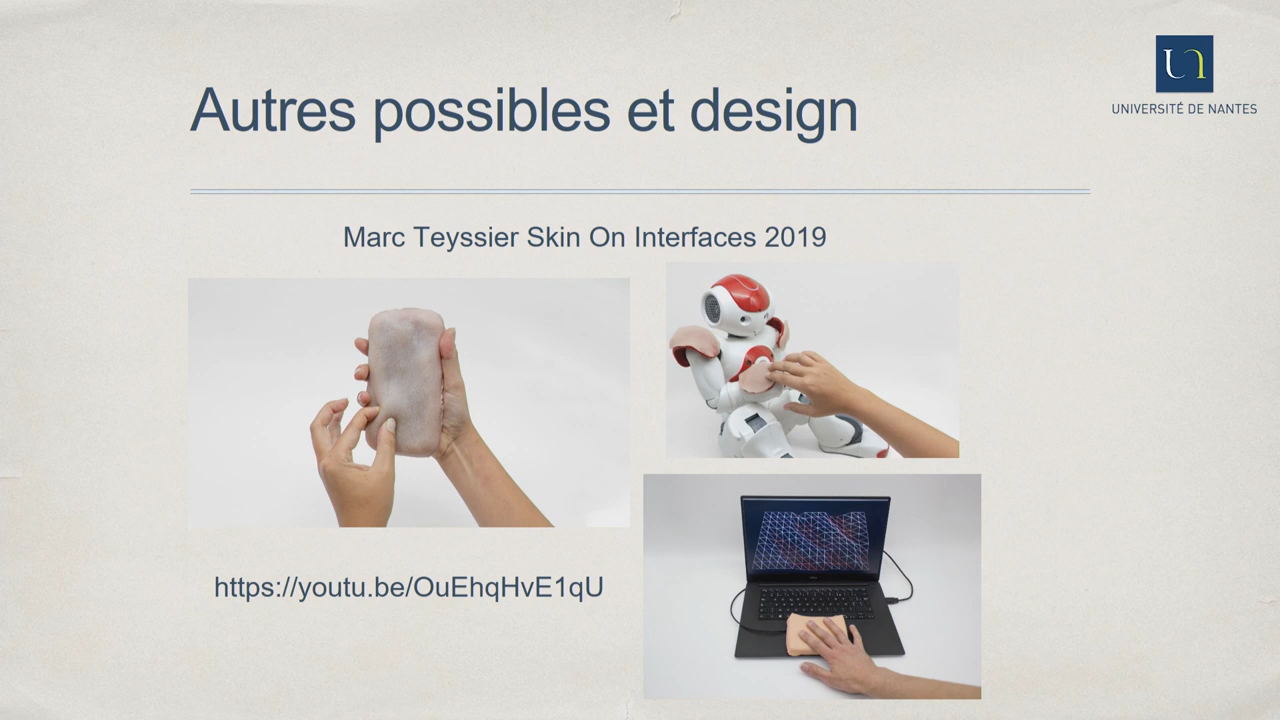 UNIVERSITÉ DE NANTES
Autres possibles et design
Marc Teyssier Skin On Interfaces 2019
https://youtu.be/OuEhqHvE1qU